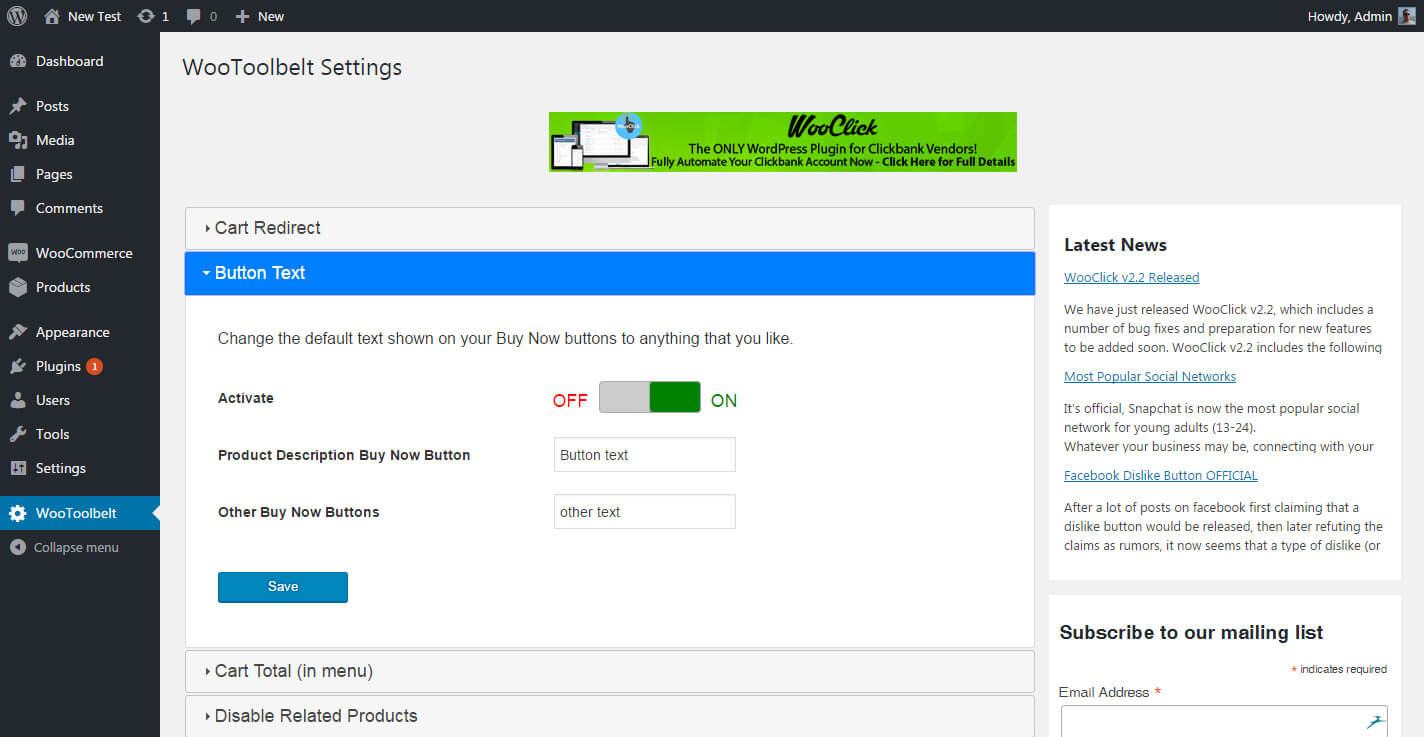 New Test 1 0 New Howdy, Admin
Dashboard
Posts
Media
Pages
Comments
WooCommerce
Products
Appearance
Plugins 1
Users
Tools
Settings
WooToolbelt
Collapse menu
WooToolbelt Settings
WooClick
The ONLY WordPress Plugin for Clickbank Vendors!
Fully Automate Your Clickbank Account Now - Click Here for Full Details
Cart Redirect
Button Text
Change the default text shown on your Buy Now buttons to anything that you like.
Activate OFF ON
Product Description Buy Now Button Button text
Other Buy Now Buttons other text
Save
Cart Total (in menu)
Disable Related Products
Latest News
WooClick v2.2 Released
We have just released WooClick v2.2, which includes a
number of bug fixes and preparation for new features
to be added soon. WooClick v2.2 includes the following
Most Popular Social Networks
It's official, Snapchat is now the most popular social
network for young adults (13-24).
Whatever your business may be, connecting with your
Facebook Dislike Button OFFICIAL
After a lot of posts on facebook first claiming that a
dislike button would be released, then later refuting the
claims as rumors, it now seems that a type of dislike (or
Subscribe to our mailing list
* indicates required
Email Address *